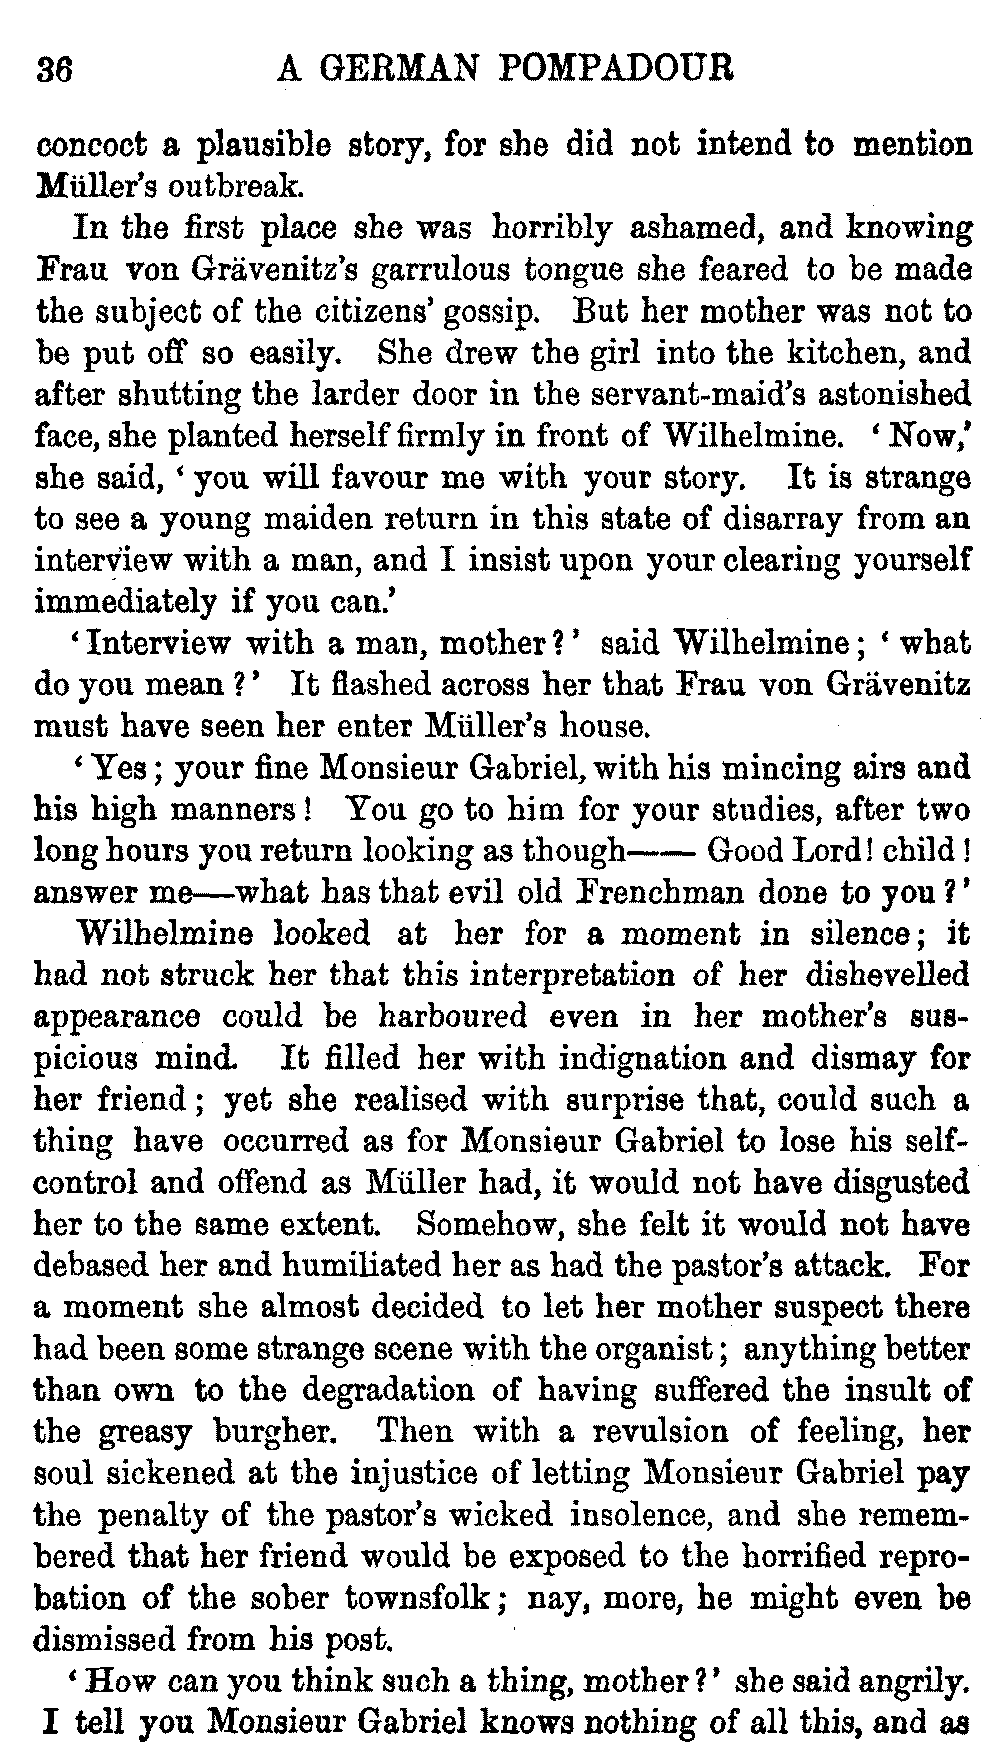 36 A GERMAN POMPADOUR
concoct a plausible story, for she did not intend to mention
Müller's outbreak.
In the first place she was horribly ashamed, and knowing
Frau von Grävenitz's garrulous tongue she feared to be made
the subject of the citizens' gossip. But her mother was not to
be put off so easily. She drew the girl into the kitchen, and
after shutting the larder door in the servant-maid's astonished
face, she planted herself firmly in front of Wilhelmine. 'Now,'
she said, 'you will favour me with your story. It is strange
to see a young maiden return in this state of disarray from an
interview with a man, and I insist upon your clearing yourself
immediately if you can.'
'Interview with a man, mother?' said Wilhelmine; 'what
do you mean?' It flashed across her that Frau von Grävenitz
must have seen her enter Müller's house.
'Yes; your fine Monsieur Gabriel, with his mincing airs and
his high manners! You go to him for your studies, after two
long hours you return looking as though—— Good Lord! child!
answer me—what has that evil old Frenchman done to you?'
Wilhelmine looked at her for a moment in silence; it
had not struck her that this interpretation of her dishevelled
appearance could be harboured even in her mother's sus-
picious mind. It filled her with indignation and dismay for
her friend; yet she realised with surprise that, could such a
thing have occurred as for Monsieur Gabriel to lose his self-
control and offend as Müller had, it would not have disgusted
her to the same extent. Somehow, she felt it would not have
debased her and humiliated her as had the pastor's attack. For
a moment she almost decided to let her mother suspect there
had been some strange scene with the organist; anything better
than own to the degradation of having suffered the insult of
the greasy burgher. Then with a revulsion of feeling, her
soul sickened at the injustice of letting Monsieur Gabriel pay
the penalty of the pastor's wicked insolence, and she remem-
bered that her friend would be exposed to the horrified repro-
bation of the sober townsfolk; nay, more, he might even be
dismissed from his post.
'How can you think such a thing, mother?' she said angrily.
I tell you Monsieur Gabriel knows nothing of all this, and as